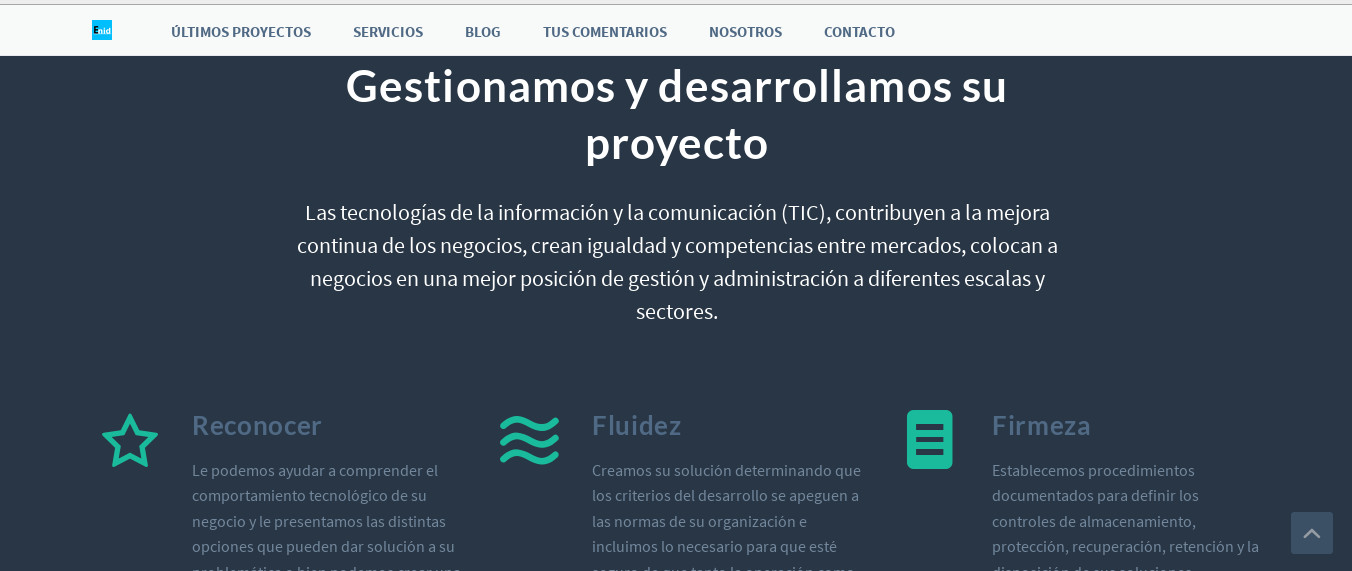 Enid ÚLTIMOS PROYECTOS SERVICIOS BLOG TUS COMENTARIOS NOSOTROS CONTACTO
Gestionamos y desarrollamos su
proyecto
Las tecnologías de la información y la comunicación (TIC), contribuyen a la mejora
continua de los negocios, crean igualdad y competencias entre mercados, colocan a
negocios en una mejor posición de gestión y administración a diferentes escalas y
sectores.
Reconocer
Le podemos ayudar a comprender el
comportamiento tecnológico de su
negocio y le presentamos las distintas
opciones que pueden dar solución a su
Fluidez
Creamos su solución determinando que
los criterios del desarrollo se apeguen a
las normas de su organización e
incluimos lo necesario para que esté
Firmeza
Establecemos procedimientos
documentados para definir los
controles de almacenamiento,
protección, recuperación, retención y la